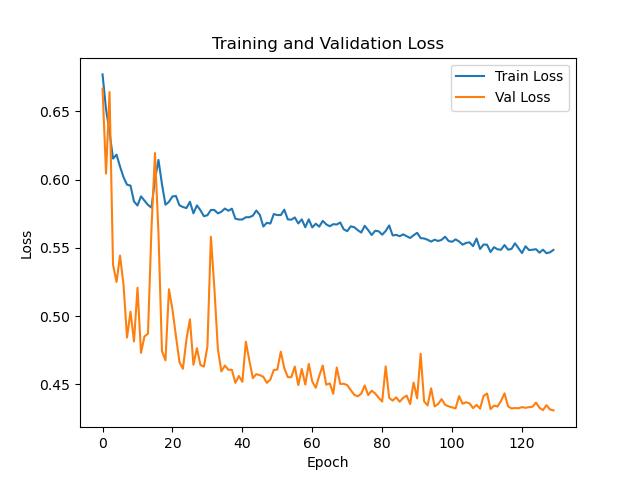 Training and Validation Loss
Train Loss
Val Loss
0.65
0.60
0.55
0.50
0.45
Loss
0 20 40 60 80 100 120
Epoch